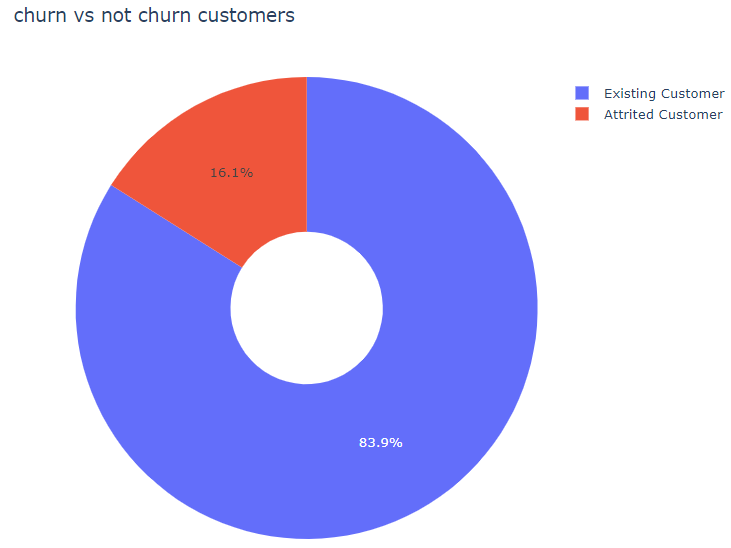 churn vs not churn customers
Existing Customer
Attrited Customer
16.1%
83.9%